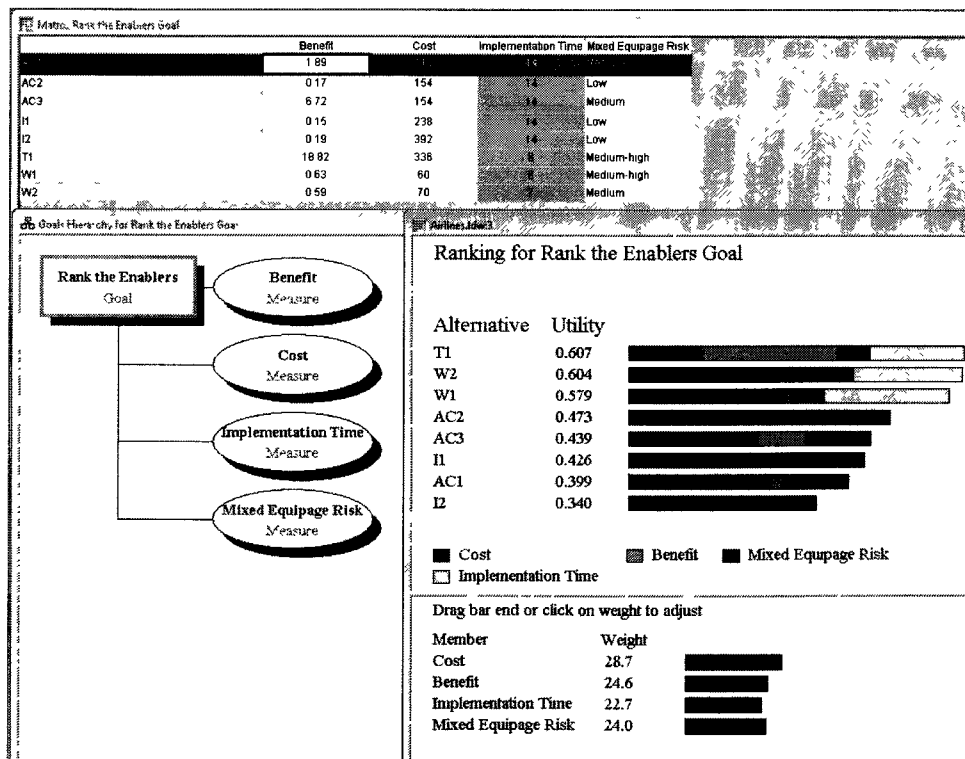 Rank the Enablers Goal
Benefit Cost Implementation Time Mixed Equipage Risk
1 89
AC2 0 17 154 14 Low
AC3 6 72 154 14 Medium
I1 0 15 238 14 Low
I2 0 19 392 14 Low
T1 18 82 336 8 Medium-high
W1 0 63 60 Medium-high
W2 0 59 70 7 Medium
Goals Hierarchy for Rank the Enablers Goal
Rank the Enablers
Goal
Benefit
Measure
Cost
Measure
Implementation Time
Measure
Mixed Equipage Risk
Measure
Ranking for Rank the Enablers Goal
Alternative Utility
T1 0.607
W2 0.604
W1 0.579
AC2 0.473
AC3 0.439
I1 0.426
AC1 0.399
I2 0.340
Cost Benefit Mixed Equipage Risk
Implementation Time
Drag bar end or click on weight to adjust
Member Weight
Cost 28.7
Benefit 24.6
Implementation Time 22.7
Mixed Equipage Risk 24.0